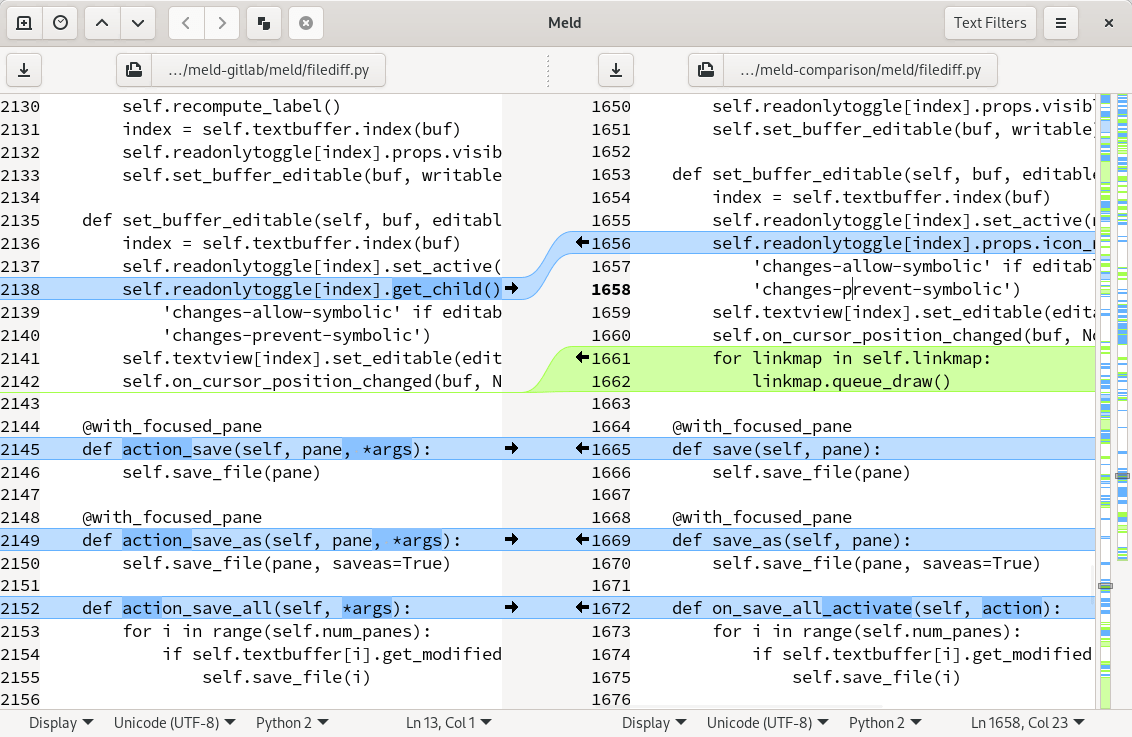 Meld
Text Filters
.../meld-gitlab/meld/filediff.py
.../meld-comparison/meld/filediff.py
2130         self.recompute_label()
2131         index = self.textbuffer.index(buf)
2132         self.readonlytoggle[index].props.visib
2133         self.set_buffer_editable(buf, writable
2134
2135     def set_buffer_editable(self, buf, editabl
2136         index = self.textbuffer.index(buf)
2137         self.readonlytoggle[index].set_active(
2138         self.readonlytoggle[index].get_child()
2139             'changes-allow-symbolic' if editab
2140             'changes-prevent-symbolic')
2141         self.textview[index].set_editable(edit
2142         self.on_cursor_position_changed(buf, N
2143
2144     @with_focused_pane
2145     def action_save(self, pane, *args):
2146         self.save_file(pane)
2147
2148     @with_focused_pane
2149     def action_save_as(self, pane, *args):
2150         self.save_file(pane, saveas=True)
2151
2152     def action_save_all(self, *args):
2153         for i in range(self.num_panes):
2154             if self.textbuffer[i].get_modified
2155                 self.save_file(i)
2156
1650         self.readonlytoggle[index].props.visib
1651         self.set_buffer_editable(buf, writable
1652
1653     def set_buffer_editable(self, buf, editable
1654         index = self.textbuffer.index(buf)
1655         self.readonlytoggle[index].set_active(
1656         self.readonlytoggle[index].props.icon_
1657             'changes-allow-symbolic' if editab
1658             'changes-prevent-symbolic')
1659         self.textview[index].set_editable(edita
1660         self.on_cursor_position_changed(buf, No
1661         for linkmap in self.linkmap:
1662             linkmap.queue_draw()
1663
1664     @with_focused_pane
1665     def save(self, pane):
1666         self.save_file(pane)
1667
1668     @with_focused_pane
1669     def save_as(self, pane):
1670         self.save_file(pane, saveas=True)
1671
1672     def on_save_all_activate(self, action):
1673         for i in range(self.num_panes):
1674             if self.textbuffer[i].get_modified
1675                 self.save_file(i)
1676
Display Unicode (UTF-8) Python 2 Ln 13, Col 1
Display Unicode (UTF-8) Python 2 Ln 1658, Col 23